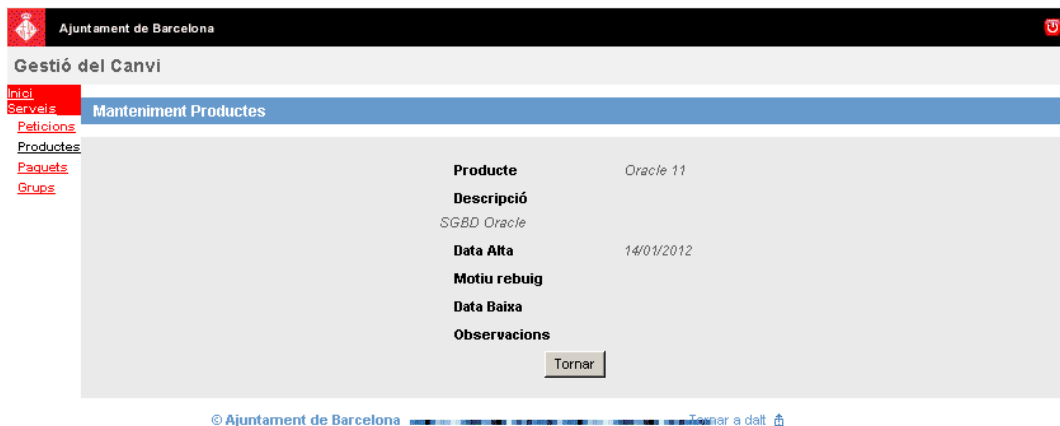 Ajuntament de Barcelona
Gestió del Canvi
Inici
Serveis
Peticions
Productes
Paquets
Grups
Manteniment Productes
Producte Oracle 11
Descripció
SGBD Oracle
Data Alta 14/01/2012
Motiu rebuig
Data Baixa
Observacions
Tornar
© Ajuntament de Barcelona Tornar a dalt